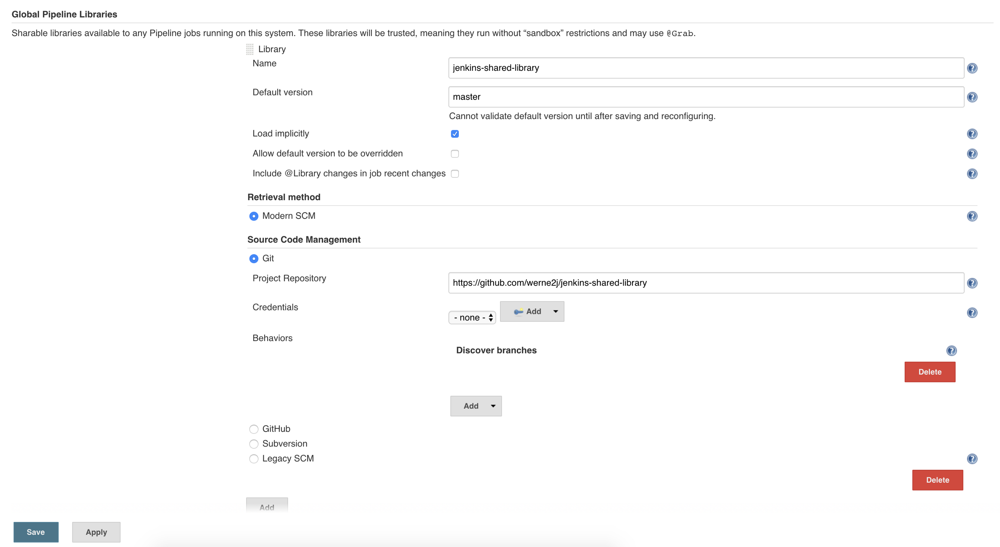 Global Pipeline Libraries
Sharable libraries available to any Pipeline jobs running on this system. These libraries will be trusted, meaning they run without “sandbox” restrictions and may use @Grab.
Library
Name
jenkins-shared-library
Default version
master
Cannot validate default version until after saving and reconfiguring.
Load implicitly
Allow default version to be overridden
Include @Library changes in job recent changes
Retrieval method
Modern SCM
Source Code Management
Git
Project Repository
https://github.com/werne2j/jenkins-shared-library
Credentials
- none -
Add
Behaviors
Discover branches
Delete
Add
GitHub
Subversion
Legacy SCM
Delete
Add
Save
Apply